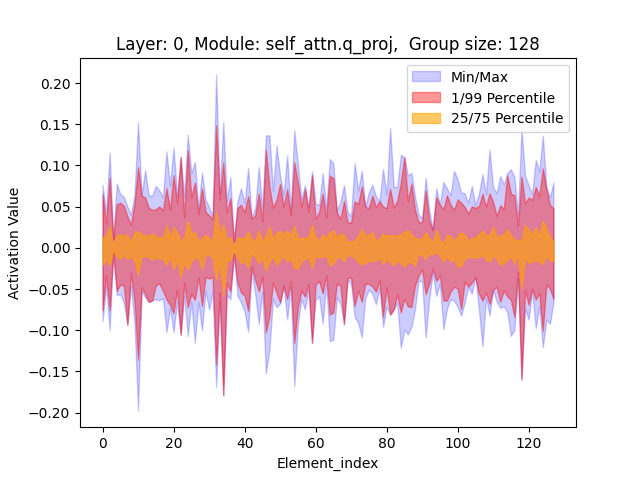 Layer: 0, Module: self_attn.q_proj,  Group size: 128
Min/Max
1/99 Percentile
25/75 Percentile
Activation Value
0.20
0.15
0.10
0.05
0.00
−0.05
−0.10
−0.15
−0.20
0 20 40 60 80 100 120
Element_index